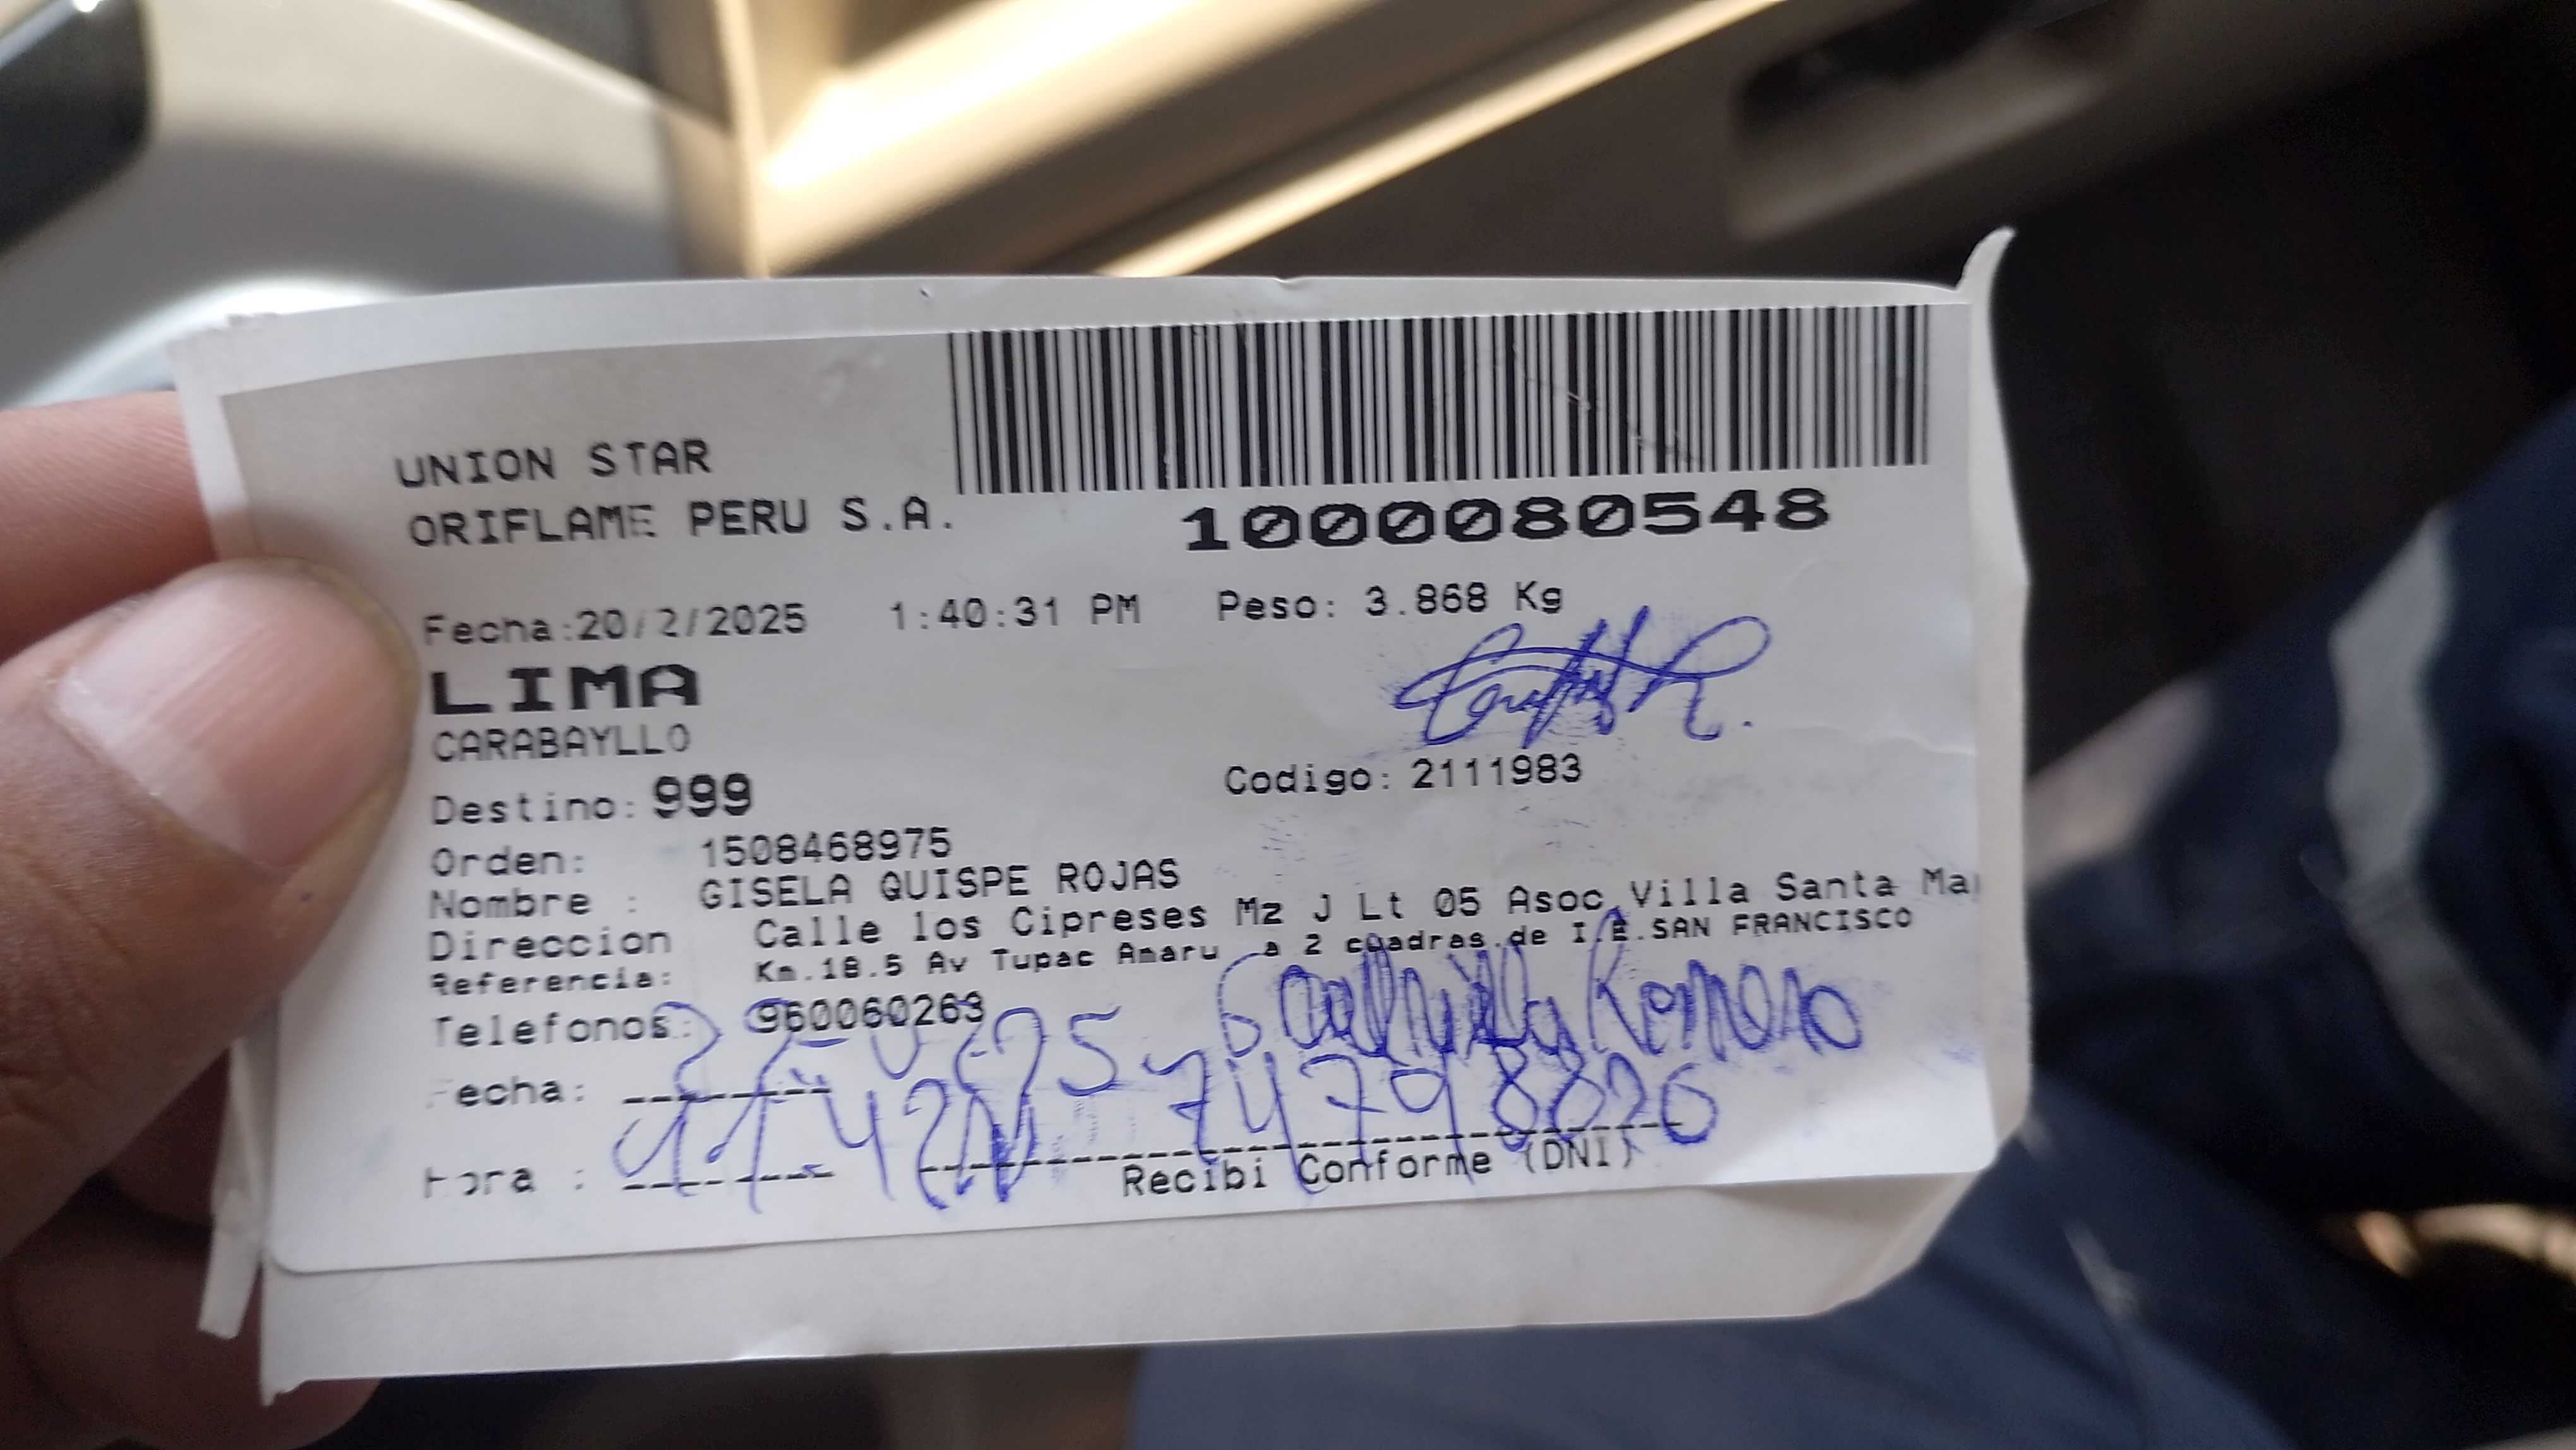 UNION STAR
ORIFLAME PERU S.A.
1000080548
Fecha:20/2/2025 1:40:31 PM Peso: 3.868 Kg
LIMA
CARABAYLLO
Destino: 999 Codigo: 2111983
Orden: 1508468975
Nombre : GISELA QUISPE ROJAS
Direccion Calle los Cipreses Mz J Lt 05 Asoc.Villa Santa Ma
Referencia: Km.18.5 Av Tupac Amaru a 2 cuadras de I.E.SAN FRANCISCO
Telefonos: 960060263
Romero
Fecha:
74798826
Hora :
Recibi Conforme (DNI)